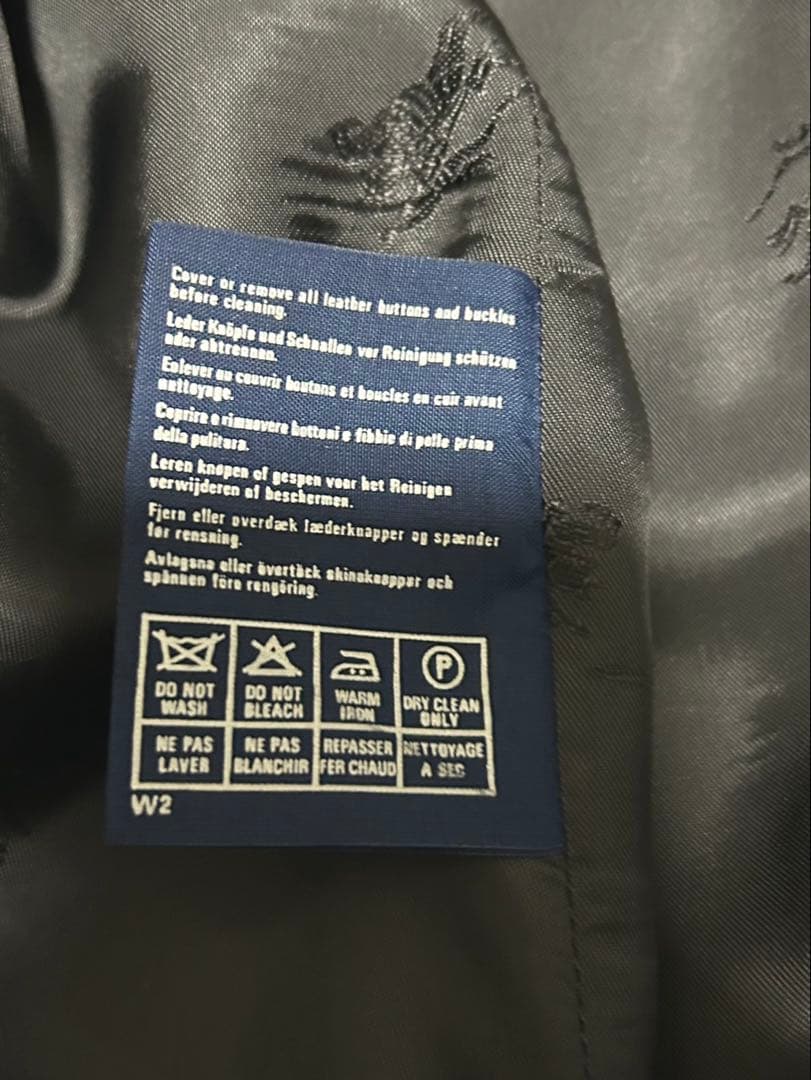 Cover or remove all leather buttons and buckles
before cleaning.
Leder Knöpfe und Schnallen vor Reinigung schützen
oder abtrennen.
Enlever ou couvrir boutons et boucles en cuir avant
nettoyage.
Coprire o rimuovere bottoni e fibbie di pelle prima
della pulitura.
Leren knopen of gespen voor het Reinigen
verwijderen of beschermen.
Fjern eller overdæk læderknapper og spænder
før rensning.
Avlagsna eller övertäck skinnknappar och
spännen före rengöring.
DO NOT WASH
DO NOT BLEACH
WARM IRON
P
DRY CLEAN ONLY
NE PAS LAVER
NE PAS BLANCHIR
REPASSER FER CHAUD
NETTOYAGE A SEC
W2